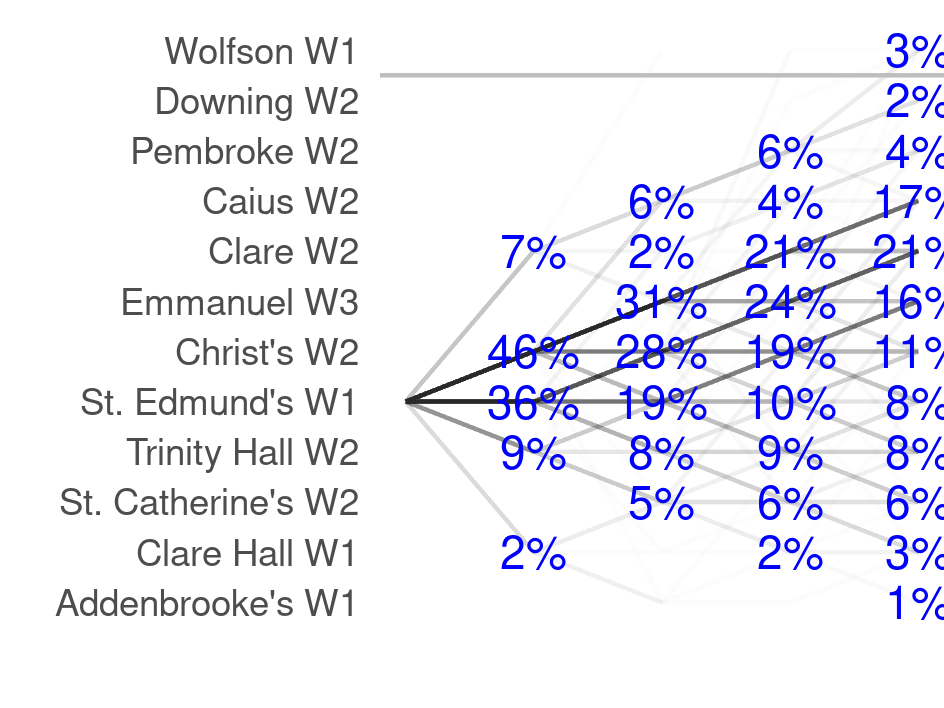 Wolfson W1 3%
Downing W2 2%
Pembroke W2 6% 4%
Caius W2 6% 4% 17%
Clare W2 7% 2% 21% 21%
Emmanuel W3 31% 24% 16%
Christ's W2 46% 28% 19% 11%
St. Edmund's W1 36% 19% 10% 8%
Trinity Hall W2 9% 8% 9% 8%
St. Catherine's W2 5% 6% 6%
Clare Hall W1 2% 2% 3%
Addenbrooke's W1 1%